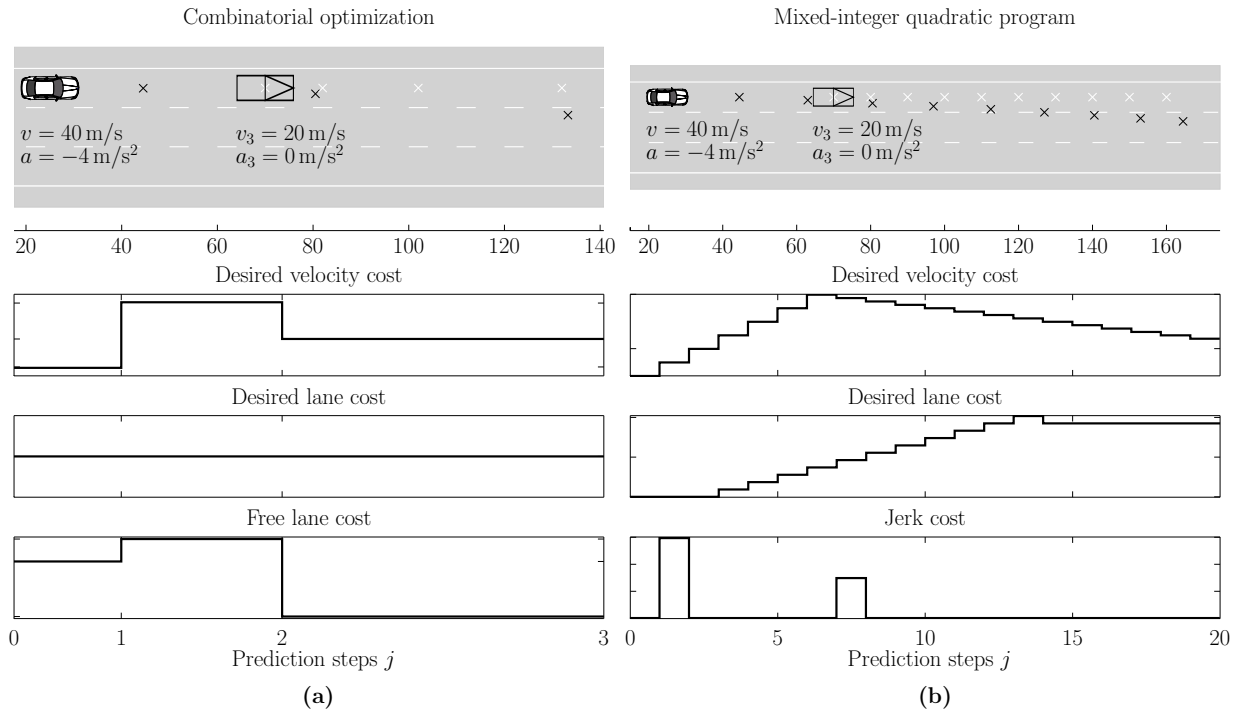 Combinatorial optimization
v = 40 m/s
a = −4 m/s²
v₃ = 20 m/s
a₃ = 0 m/s²
20 40 60 80 100 120 140
Desired velocity cost
Desired lane cost
Free lane cost
0 1 2 3
Prediction steps j
(a)
Mixed-integer quadratic program
v = 40 m/s
a = −4 m/s²
v₃ = 20 m/s
a₃ = 0 m/s²
20 40 60 80 100 120 140 160
Desired velocity cost
Desired lane cost
Jerk cost
0 5 10 15 20
Prediction steps j
(b)